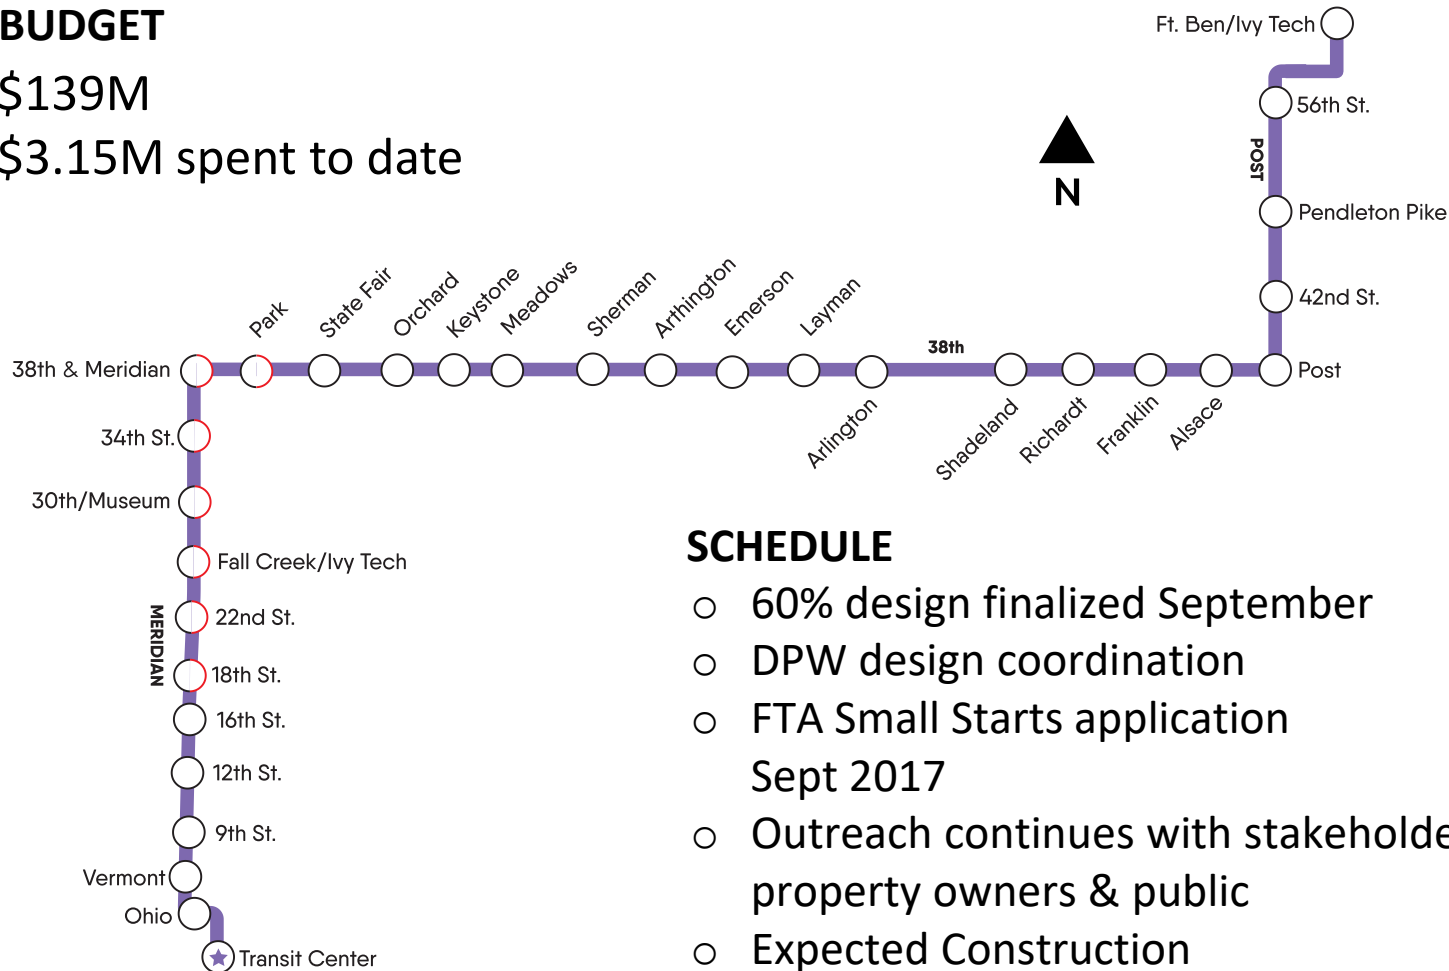 BUDGET
$139M
$3.15M spent to date
Ft. Ben/Ivy Tech
56th St.
POST
N
Pendleton Pike
42nd St.
Post
38th & Meridian
Park
State Fair
Orchard
Keystone
Meadows
Sherman
Arthington
Emerson
Layman
38th
Arlington
Shadeland
Richardt
Franklin
Alsace
34th St.
30th/Museum
Fall Creek/Ivy Tech
22nd St.
MERIDIAN
18th St.
16th St.
12th St.
9th St.
Vermont
Ohio
Transit Center
SCHEDULE
○ 60% design finalized September
○ DPW design coordination
○ FTA Small Starts application
Sept 2017
○ Outreach continues with stakeholde
property owners & public
○ Expected Construction